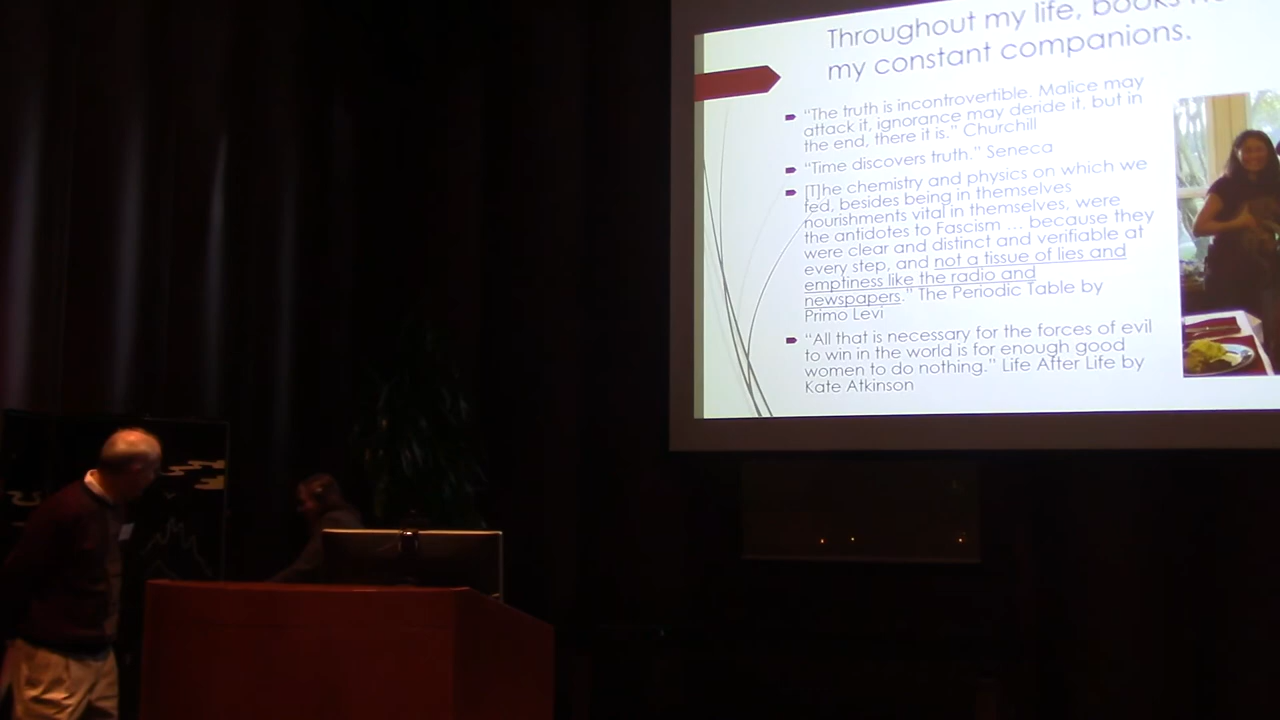 Throughout my life, books
my constant companions.
"The truth is incontrovertible. Malice may
attack it, ignorance may deride it, but in
the end, there it is." Churchill
"Time discovers truth." Seneca
[T]he chemistry and physics on which we
fed, besides being in themselves
nourishments vital in themselves, were
the antidotes to Fascism … because they
were clear and distinct and verifiable at
every step, and not a tissue of lies and
emptiness like the radio and
newspapers." The Periodic Table by
Primo Levi
"All that is necessary for the forces of evil
to win in the world is for enough good
women to do nothing." Life After Life by
Kate Atkinson